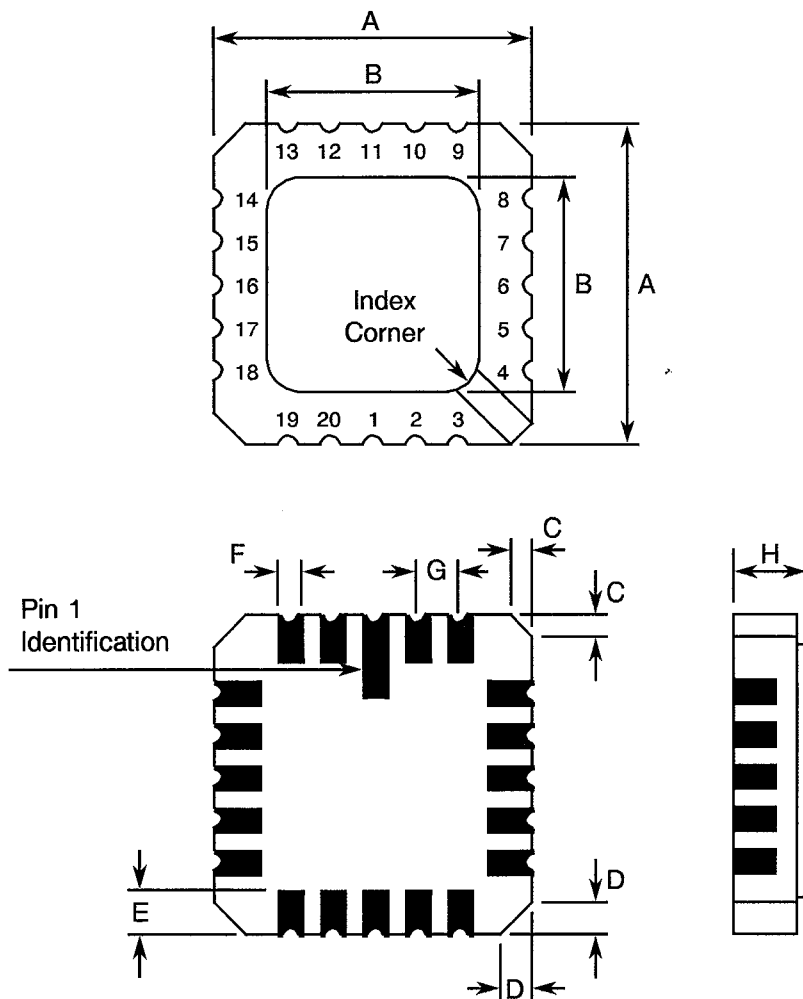 A
B
13 12 11 10 9
14 8
15 7
16 6
17 5
18 4
B A
Index
Corner
19 20 1 2 3
C
F G H
C
Pin 1
Identification
D
E
D